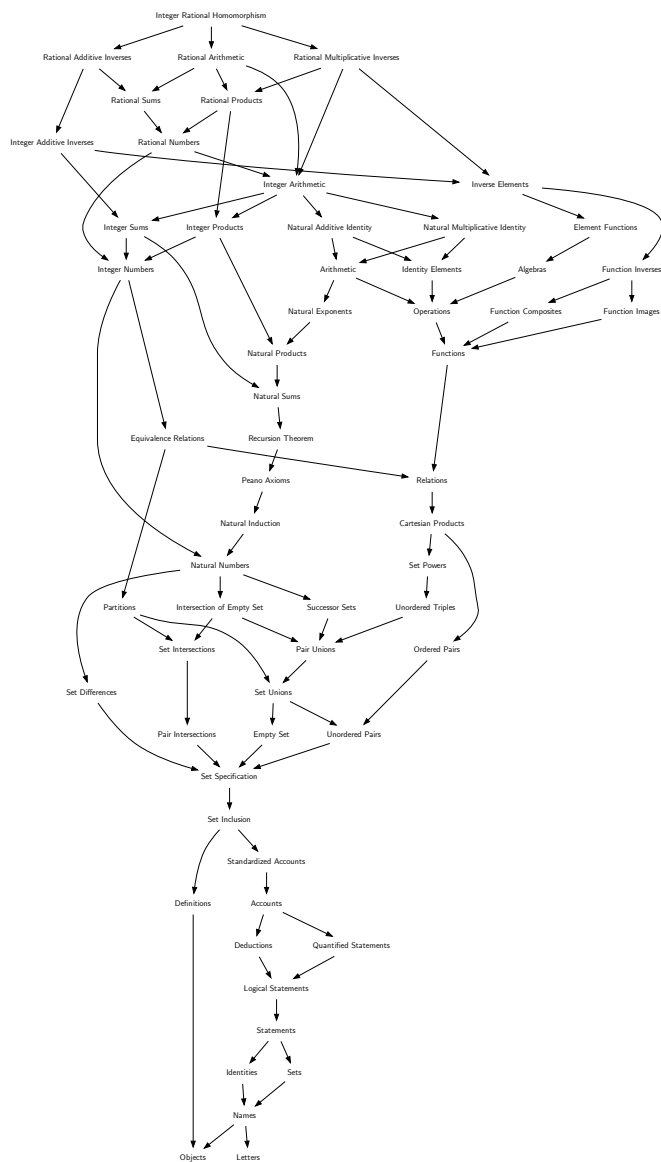 Integer Rational Homomorphism
Rational Additive Inverses
Rational Arithmetic
Rational Multiplicative Inverses
Rational Sums
Rational Products
Integer Additive Inverses
Rational Numbers
Integer Arithmetic
Inverse Elements
Integer Sums
Integer Products
Natural Additive Identity
Natural Multiplicative Identity
Element Functions
Integer Numbers
Arithmetic
Identity Elements
Algebras
Function Inverses
Natural Exponents
Operations
Function Composites
Function Images
Natural Products
Functions
Natural Sums
Equivalence Relations
Recursion Theorem
Peano Axioms
Relations
Natural Induction
Cartesian Products
Natural Numbers
Set Powers
Partitions
Intersection of Empty Set
Successor Sets
Unordered Triples
Set Intersections
Pair Unions
Ordered Pairs
Set Differences
Set Unions
Pair Intersections
Empty Set
Unordered Pairs
Set Specification
Set Inclusion
Standardized Accounts
Definitions
Accounts
Deductions
Quantified Statements
Logical Statements
Statements
Identities
Sets
Names
Objects
Letters